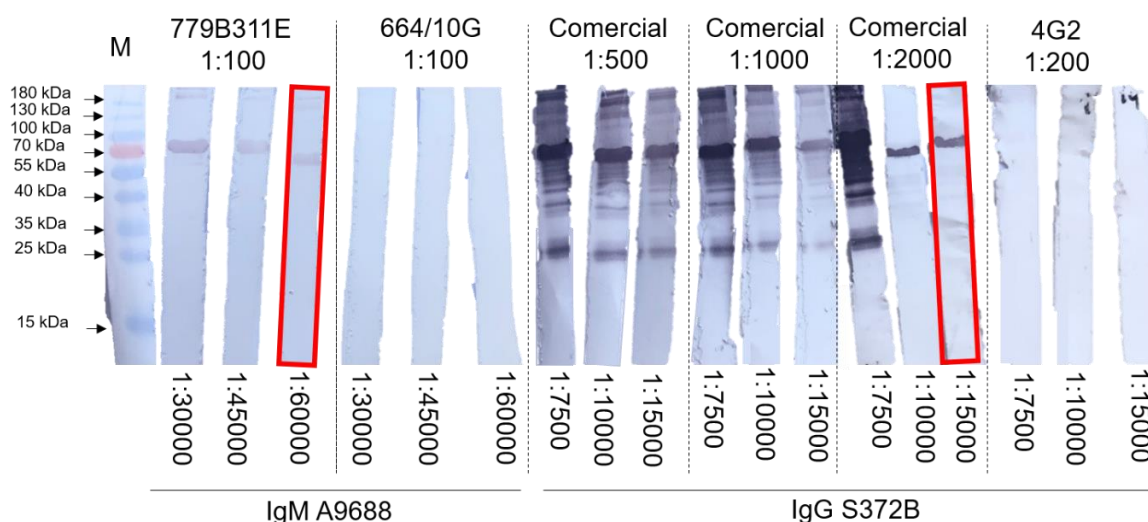 M
779B311E
1:100
664/10G
1:100
Comercial
1:500
Comercial
1:1000
Comercial
1:2000
4G2
1:200
180 kDa
130 kDa
100 kDa
70 kDa
55 kDa
40 kDa
35 kDa
25 kDa
15 kDa
1:30000
1:45000
1:60000
1:30000
1:45000
1:60000
1:7500
1:10000
1:15000
1:7500
1:10000
1:15000
1:7500
1:10000
1:15000
1:7500
1:10000
1:15000
IgM A9688
IgG S372B